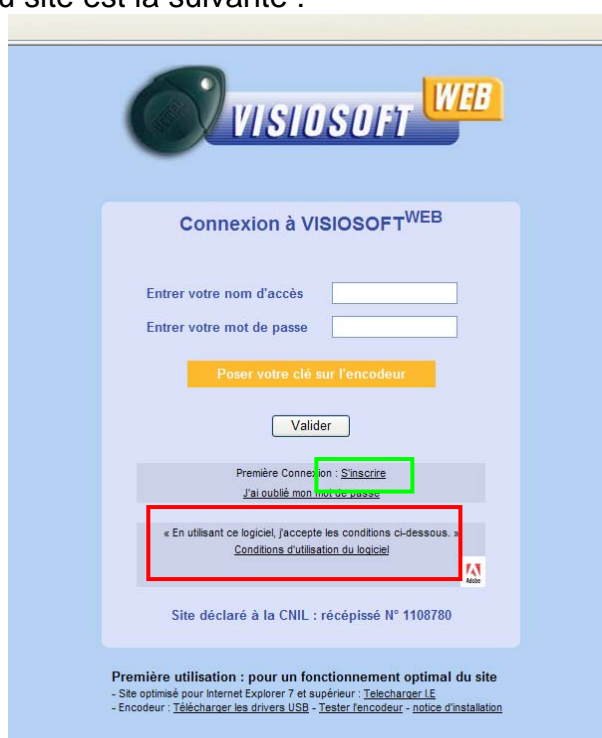 u site est la suivante :
VISIOSOFT WEB
Connexion à VISIOSOFTWEB
Entrer votre nom d'accès
Entrer votre mot de passe
Poser votre clé sur l'encodeur
Valider
Première Connexion : S'inscrire
J'ai oublié mon mot de passe
« En utilisant ce logiciel, j'accepte les conditions ci-dessous. »
Conditions d'utilisation du logiciel
Adobe
Site déclaré à la CNIL : récépissé N° 1108780
Première utilisation : pour un fonctionnement optimal du site
- Site optimisé pour Internet Explorer 7 et supérieur : Telecharger I.E
- Encodeur : Télécharger les drivers USB - Tester l'encodeur - notice d'installation